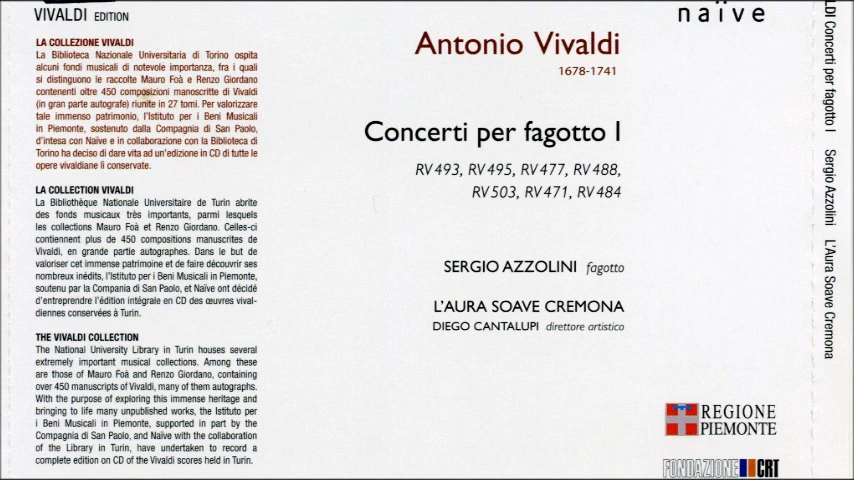 VIVALDI EDITION
LA COLLEZIONE VIVALDI
La Biblioteca Nazionale Universitaria di Torino ospita
alcuni fondi musicali di notevole importanza, fra i quali
si distinguono le raccolte Mauro Foà e Renzo Giordano
contenenti oltre 450 composizioni manoscritte di Vivaldi
(in gran parte autografe) riunite in 27 tomi. Per valorizzare
tale immenso patrimonio, l'Istituto per i Beni Musicali
in Piemonte, sostenuto dalla Compagnia di San Paolo,
d'intesa con Naïve e in collaborazione con la Biblioteca di
Torino ha deciso di dare vita ad un'edizione in CD di tutte le
opere vivaldiane lì conservate.
LA COLLECTION VIVALDI
La Bibliothèque Nationale Universitaire de Turin abrite
des fonds musicaux très importants, parmi lesquels
les collections Mauro Foà et Renzo Giordano. Celles-ci
contiennent plus de 450 compositions manuscrites de
Vivaldi, en grande partie autographes. Dans le but de
valoriser cet immense patrimoine et de faire découvrir ses
nombreux inédits, l'Istituto per i Beni Musicali in Piemonte,
soutenu par la Compania di San Paolo, et Naïve ont décidé
d'entreprendre l'édition intégrale en CD des œuvres vival-
diennes conservées à Turin.
THE VIVALDI COLLECTION
The National University Library in Turin houses several
extremely important musical collections. Among these
are those of Mauro Foà and Renzo Giordano, containing
over 450 manuscripts of Vivaldi, many of them autographs.
With the purpose of exploring this immense heritage and
bringing to life many unpublished works, the Istituto per
i Beni Musicali in Piemonte, supported in part by the
Compagnia di San Paolo, and Naïve with the collaboration
of the Library in Turin, have undertaken to record a
complete edition on CD of the Vivaldi scores held in Turin.
naïve
Antonio Vivaldi
1678-1741
Concerti per fagotto I
RV 493, RV 495, RV 477, RV 488,
RV 503, RV 471, RV 484
SERGIO AZZOLINI fagotto
L'AURA SOAVE CREMONA
DIEGO CANTALUPI direttore artistico
REGIONE
PIEMONTE
FONDAZIONE CRT
LDI Concerti per fagotto I Sergio Azzolini L'Aura Soave Cremona